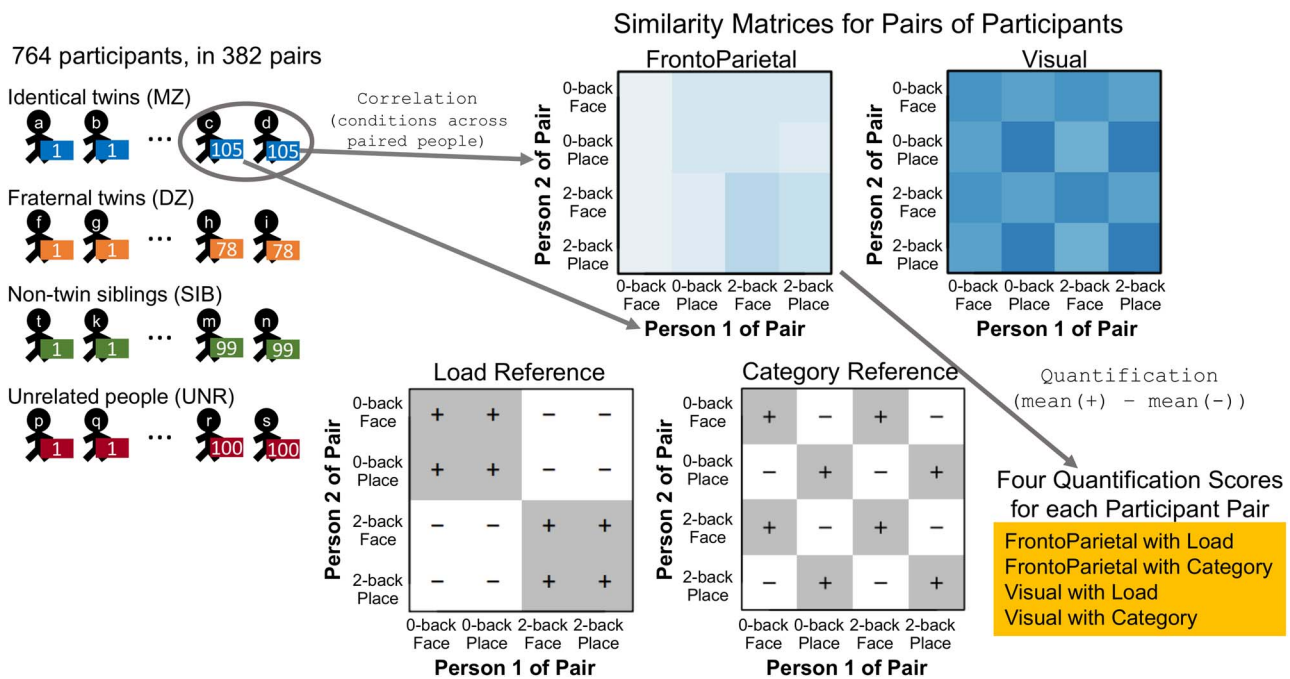 Similarity Matrices for Pairs of Participants
764 participants, in 382 pairs
Identical twins (MZ)
a b ... c d
1 1 105 105
Fraternal twins (DZ)
f g ... h i
1 1 78 78
Non-twin siblings (SIB)
t k ... m n
1 1 99 99
Unrelated people (UNR)
p q ... r s
1 1 100 100
Correlation
(conditions across
paired people)
FrontoParietal
Person 2 of Pair
0-back
Face
0-back
Place
2-back
Face
2-back
Place
0-back 0-back 2-back 2-back
Face Place Face Place
Person 1 of Pair
Visual
0-back
Face
0-back
Place
2-back
Face
2-back
Place
0-back 0-back 2-back 2-back
Face Place Face Place
Load Reference
Person 2 of Pair
0-back
Face
+ + − −
0-back
Place
+ + − −
2-back
Face
− − + +
2-back
Place
− − + +
0-back 0-back 2-back 2-back
Face Place Face Place
Person 1 of Pair
Category Reference
Person 2 of Pair
0-back
Face
+ − + −
0-back
Place
− + − +
2-back
Face
+ − + −
2-back
Place
− + − +
0-back 0-back 2-back 2-back
Face Place Face Place
Person 1 of Pair
Quantification
(mean(+) − mean(-))
Four Quantification Scores
for each Participant Pair
FrontoParietal with Load
FrontoParietal with Category
Visual with Load
Visual with Category